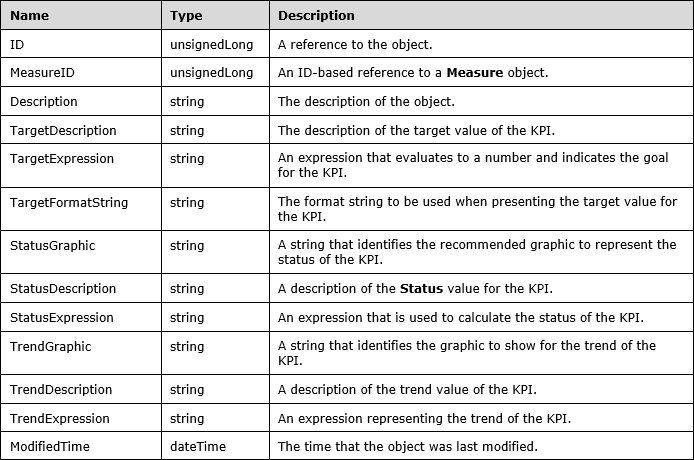 Name Type Description
ID unsignedLong A reference to the object.
MeasureID unsignedLong An ID-based reference to a Measure object.
Description string The description of the object.
TargetDescription string The description of the target value of the KPI.
TargetExpression string An expression that evaluates to a number and indicates the goal
for the KPI.
TargetFormatString string The format string to be used when presenting the target value for
the KPI.
StatusGraphic string A string that identifies the recommended graphic to represent the
status of the KPI.
StatusDescription string A description of the Status value for the KPI.
StatusExpression string An expression that is used to calculate the status of the KPI.
TrendGraphic string A string that identifies the graphic to show for the trend of the
KPI.
TrendDescription string A description of the trend value of the KPI.
TrendExpression string An expression representing the trend of the KPI.
ModifiedTime dateTime The time that the object was last modified.